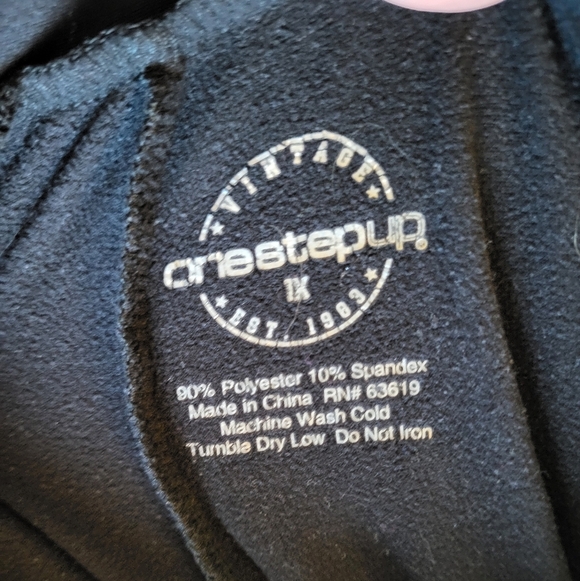 VINTAGE
onestepup
1X
EST. 1983
90% Polyester 10% Spandex
Made in China RN# 63619
Machine Wash Cold
Tumble Dry Low Do Not Iron